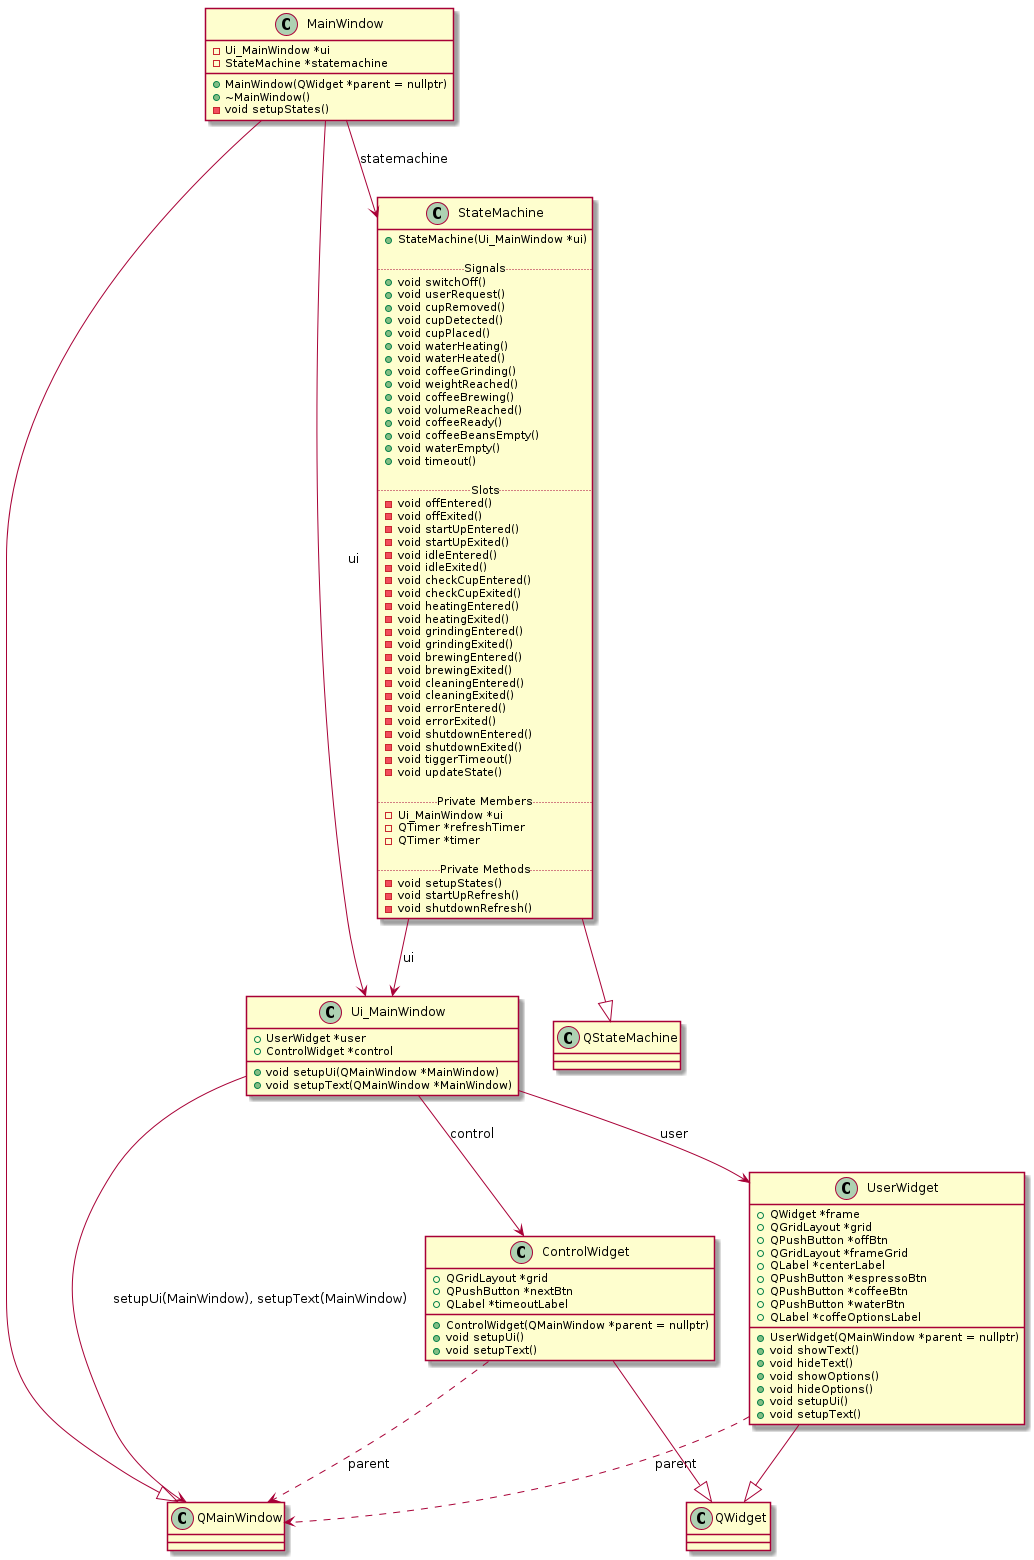 C MainWindow
Ui_MainWindow *ui
StateMachine *statemachine
MainWindow(QWidget *parent = nullptr)
~MainWindow()
void setupStates()
statemachine
C StateMachine
StateMachine(Ui_MainWindow *ui)
Signals
void switchOff()
void userRequest()
void cupRemoved()
void cupDetected()
void cupPlaced()
void waterHeating()
void waterHeated()
void coffeeGrinding()
void weightReached()
void coffeeBrewing()
void volumeReached()
void coffeeReady()
void coffeeBeansEmpty()
void waterEmpty()
void timeout()
Slots
void offEntered()
void offExited()
void startUpEntered()
void startUpExited()
void idleEntered()
ui
void idleExited()
void checkCupEntered()
void checkCupExited()
void heatingEntered()
void heatingExited()
void grindingEntered()
void grindingExited()
void brewingEntered()
void brewingExited()
void cleaningEntered()
void cleaningExited()
void errorEntered()
void errorExited()
void shutdownEntered()
void shutdownExited()
void tiggerTimeout()
void updateState()
Private Members
Ui_MainWindow *ui
QTimer *refreshTimer
QTimer *timer
Private Methods
void setupStates()
void startUpRefresh()
void shutdownRefresh()
ui
C Ui_MainWindow
UserWidget *user
ControlWidget *control
void setupUi(QMainWindow *MainWindow)
void setupText(QMainWindow *MainWindow)
C QStateMachine
control
user
C UserWidget
QWidget *frame
QGridLayout *grid
QPushButton *offBtn
QGridLayout *frameGrid
QLabel *centerLabel
QPushButton *espressoBtn
QPushButton *coffeeBtn
QPushButton *waterBtn
QLabel *coffeOptionsLabel
UserWidget(QMainWindow *parent = nullptr)
void showText()
void hideText()
void showOptions()
void hideOptions()
void setupUi()
void setupText()
C ControlWidget
QGridLayout *grid
QPushButton *nextBtn
QLabel *timeoutLabel
ControlWidget(QMainWindow *parent = nullptr)
void setupUi()
void setupText()
setupUi(MainWindow), setupText(MainWindow)
parent
parent
C QMainWindow
C QWidget